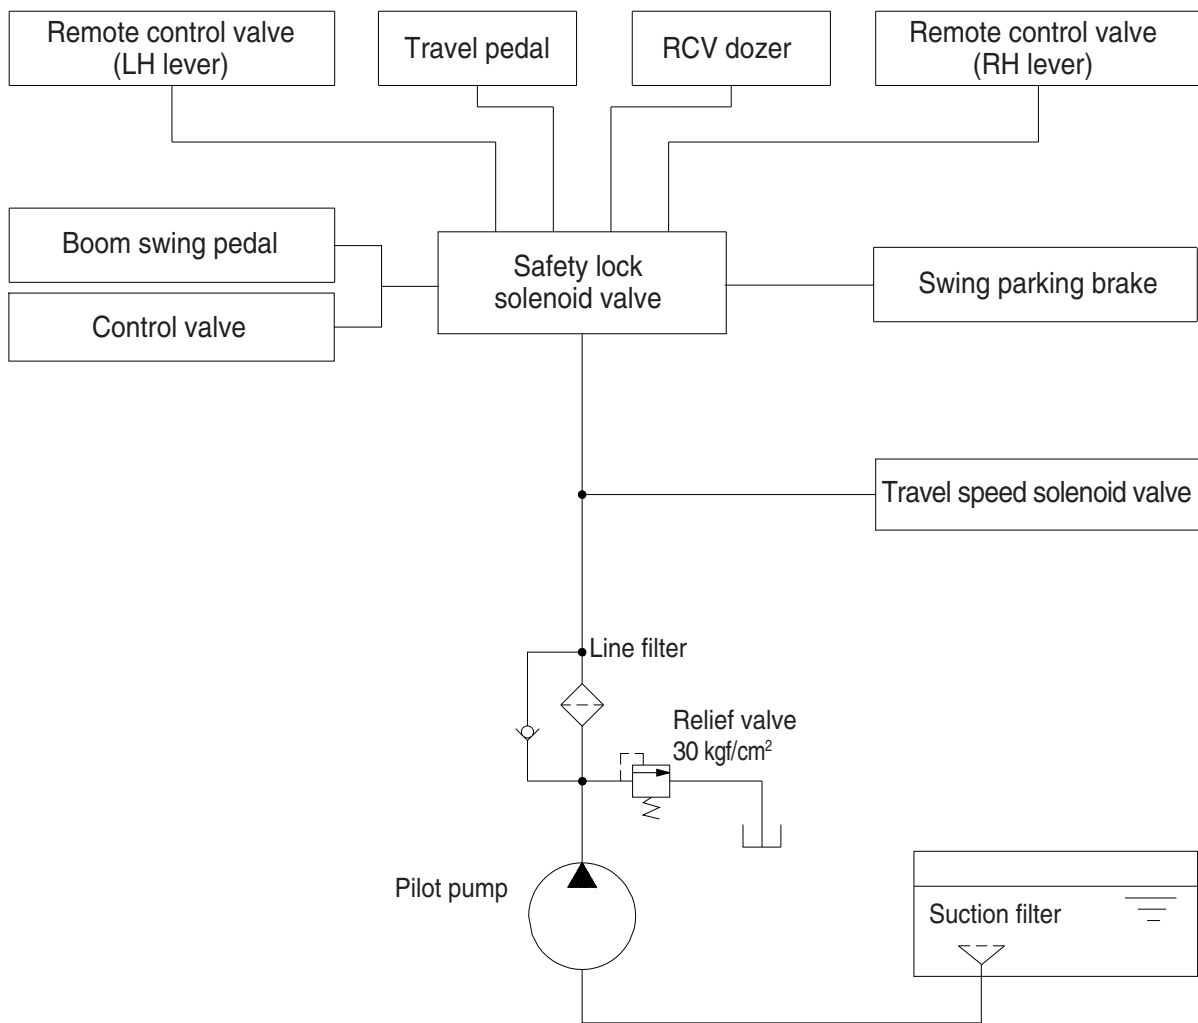 Remote control valve
(LH lever)
Travel pedal
RCV dozer
Remote control valve
(RH lever)
Boom swing pedal
Control valve
Safety lock
solenoid valve
Swing parking brake
Travel speed solenoid valve
Line filter
Relief valve
30 kgf/cm²
Pilot pump
Suction filter